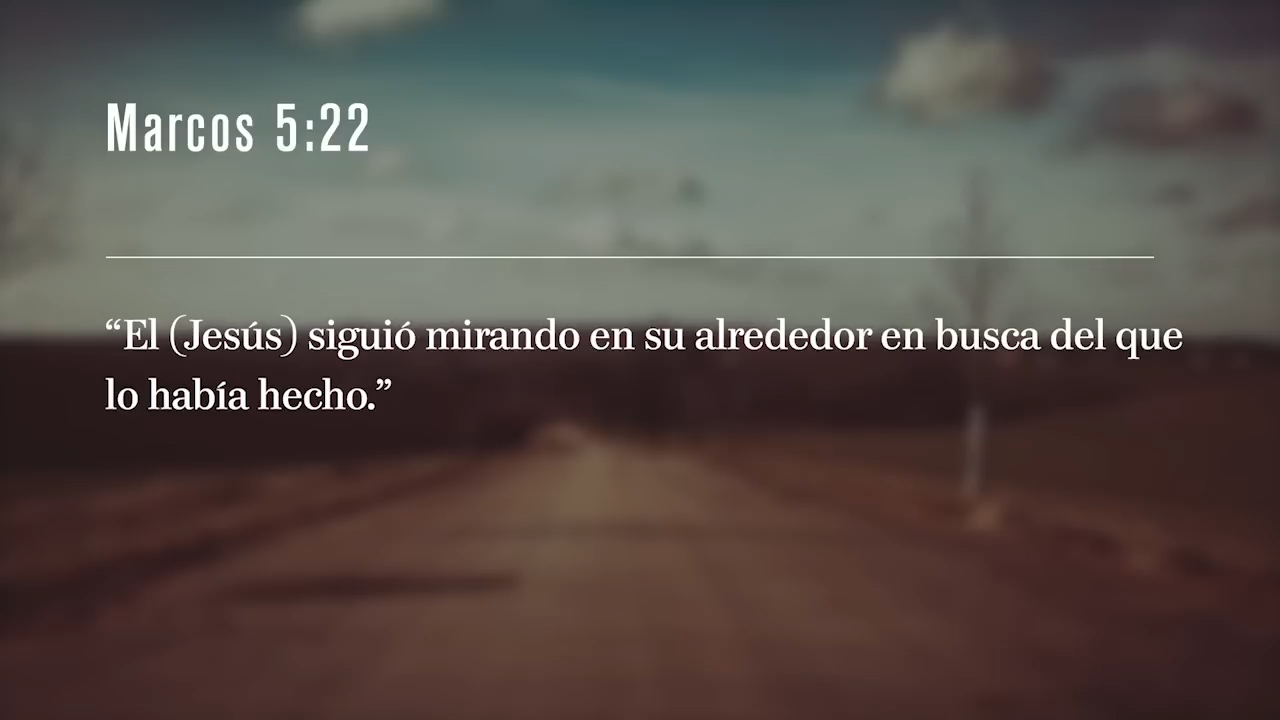 Marcos 5:22
“El (Jesús) siguió mirando en su alrededor en busca del que
lo había hecho.”